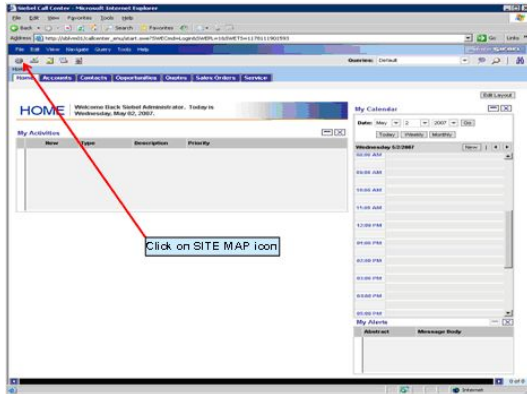 Siebel Call Center - Microsoft Internet Explorer
File Edit View Favorites Tools Help
Back Search Favorites
Address Go Links
File Edit View Navigate Query Tools Help
Queries: Default
Home Accounts Contacts Opportunities Quotes Sales Orders Service
Edit Layout
HOME
Welcome Back Siebel Administrator. Today is
Wednesday, May 02, 2007.
My Calendar
Date: May 2 2007 Go
Today Weekly Monthly
My Activities
New Type Description Priority
Wednesday 5/2/2007 New
08:00 AM
09:00 AM
10:00 AM
11:00 AM
12:00 PM
01:00 PM
02:00 PM
03:00 PM
04:00 PM
05:00 PM
Click on SITE MAP icon
My Alerts
Abstract Message Body
0 of 0
Internet